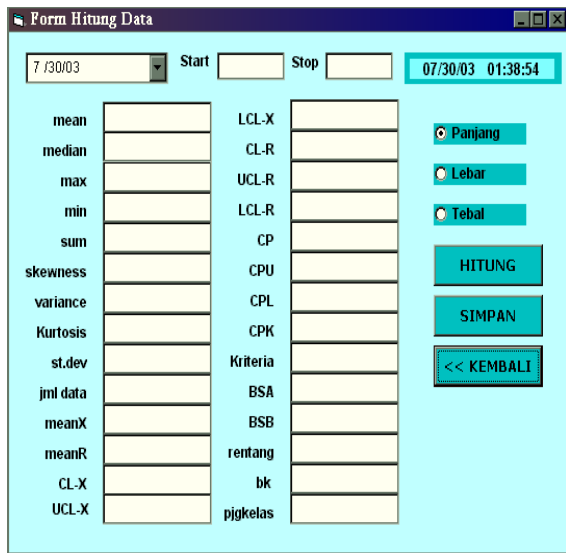 Form Hitung Data
7 /30/03 Start Stop 07/30/03 01:38:54
mean LCL-X
median CL-R
max UCL-R
min LCL-R
sum CP
skewness CPU
variance CPL
Kurtosis CPK
st.dev Kriteria
jml data BSA
meanX BSB
meanR rentang
CL-X bk
UCL-X pjgkelas
Panjang
Lebar
Tebal
HITUNG
SIMPAN
<< KEMBALI